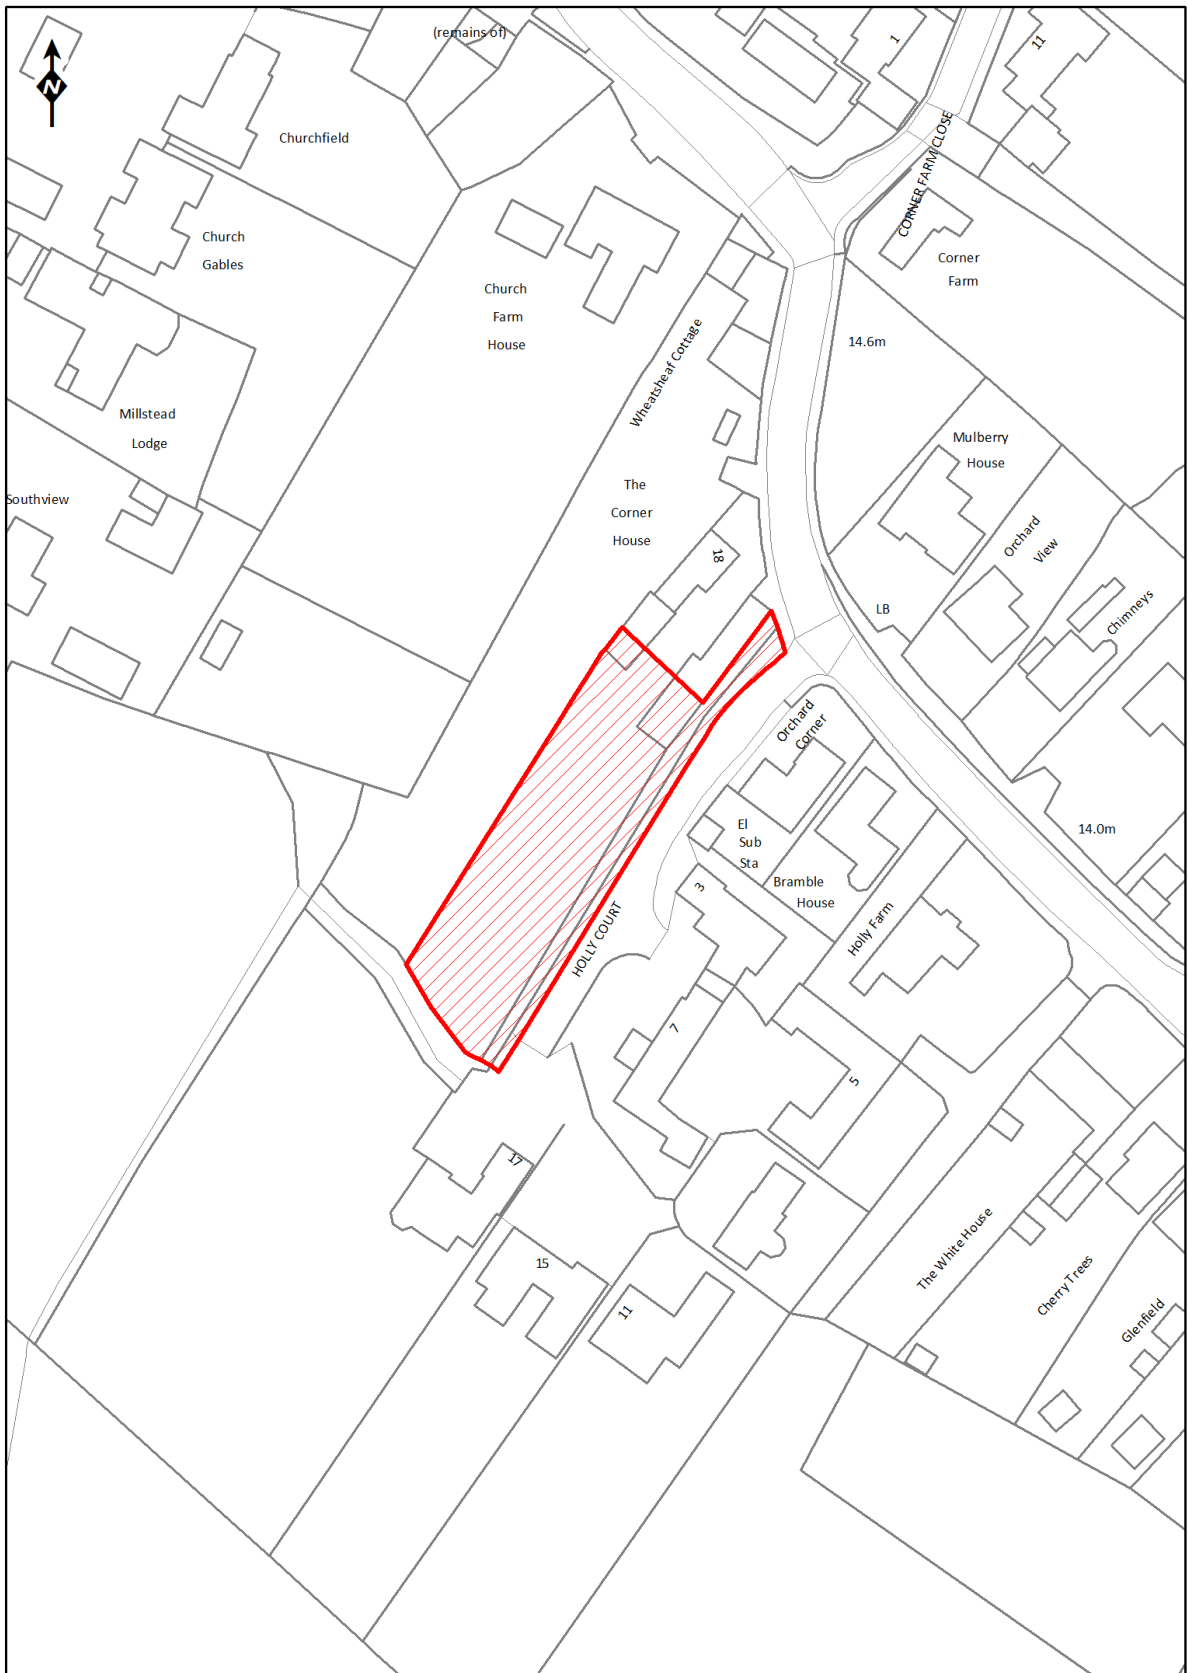 (remains of)
1
11
N
Churchfield
CORNER FARM CLOSE
Church
Gables
Corner
Farm
Church
Farm
House
14.6m
Wheatsheaf Cottage
Millstead
Lodge
Mulberry
House
Southview
The
Corner
House
Orchard
View
18
LB
Chimneys
Orchard
Corner
El
Sub
Sta
14.0m
Bramble
House
3
Holly Farm
HOLLY COURT
7
5
17
The White House
15
Cherry Trees
11
Glenfield